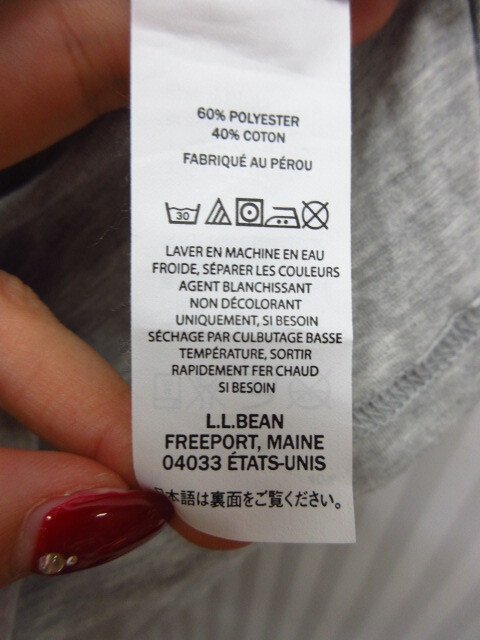 60% POLYESTER
40% COTON
FABRIQUÉ AU PÉROU
30
LAVER EN MACHINE EN EAU
FROIDE, SÉPARER LES COULEURS
AGENT BLANCHISSANT
NON DÉCOLORANT
UNIQUEMENT, SI BESOIN
SÉCHAGE PAR CULBUTAGE BASSE
TEMPÉRATURE, SORTIR
RAPIDEMENT FER CHAUD
SI BESOIN
L.L.BEAN
FREEPORT, MAINE
04033 ÉTATS-UNIS
日本語は裏面をご覧ください。